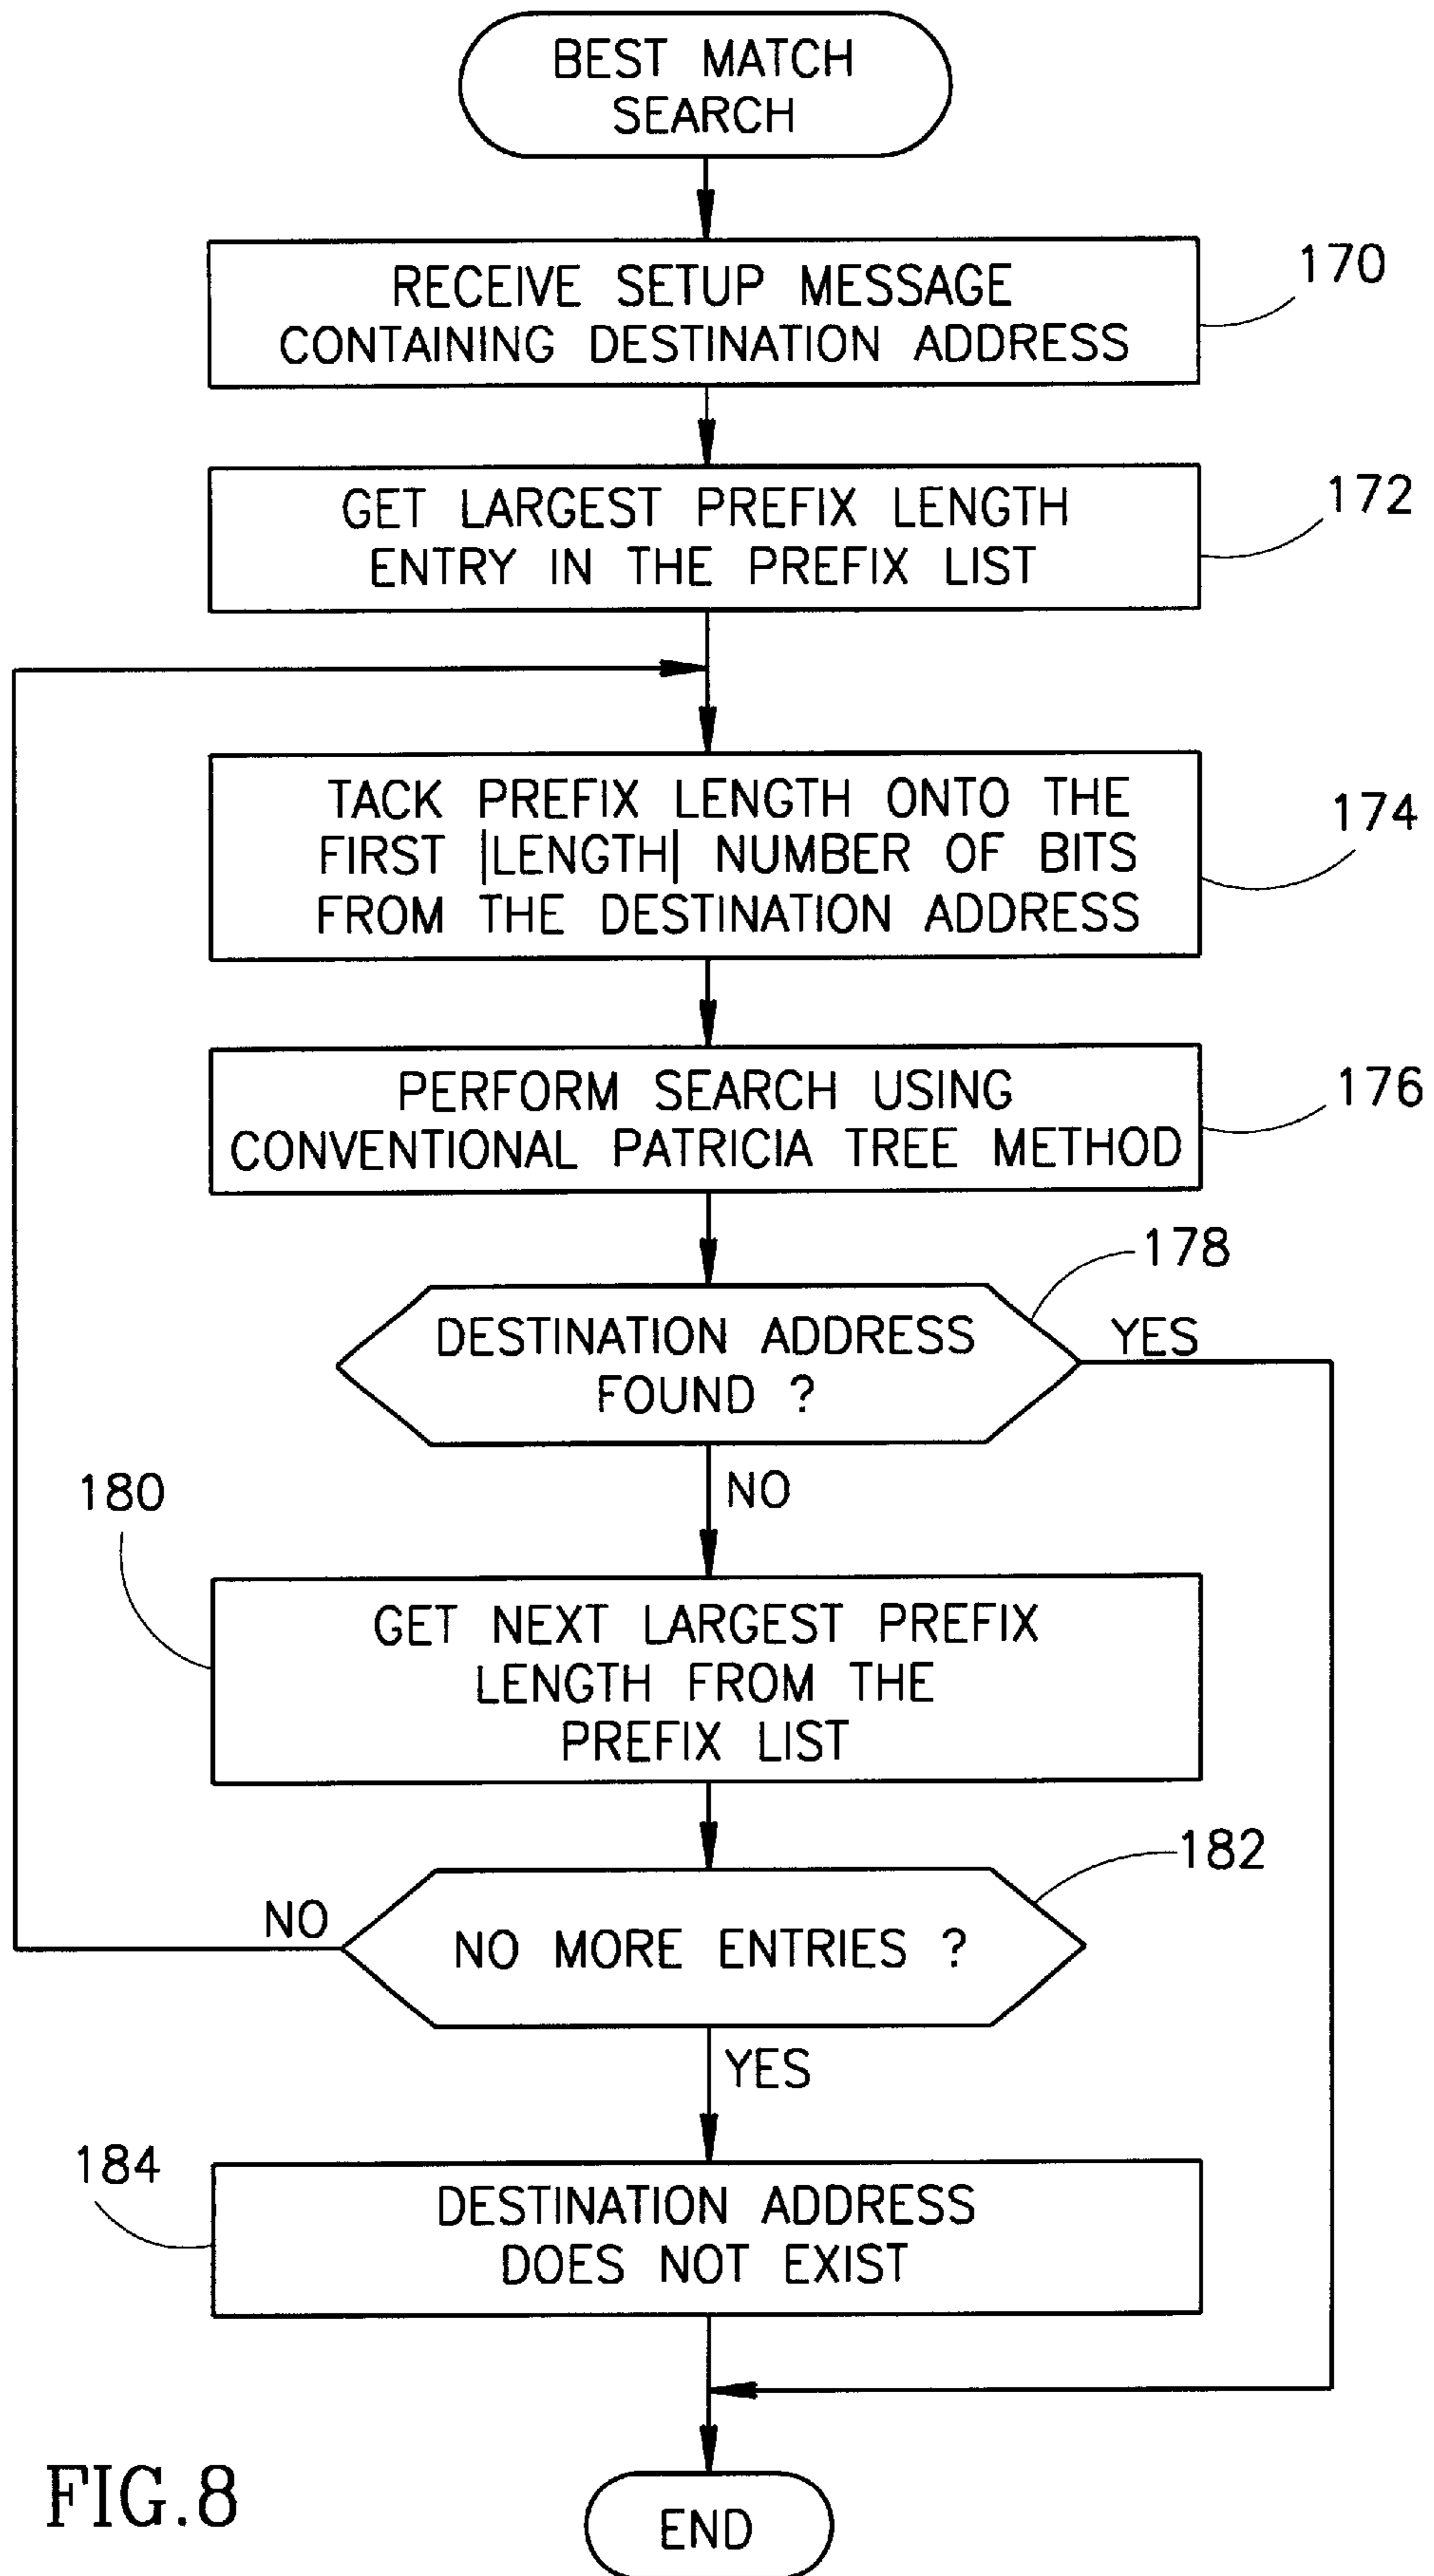 BEST MATCH
SEARCH
RECEIVE SETUP MESSAGE
CONTAINING DESTINATION ADDRESS
170
GET LARGEST PREFIX LENGTH
ENTRY IN THE PREFIX LIST
172
TACK PREFIX LENGTH ONTO THE
FIRST |LENGTH| NUMBER OF BITS
FROM THE DESTINATION ADDRESS
174
PERFORM SEARCH USING
CONVENTIONAL PATRICIA TREE METHOD
176
178
DESTINATION ADDRESS
FOUND ?
YES
NO
180
GET NEXT LARGEST PREFIX
LENGTH FROM THE
PREFIX LIST
182
NO
NO MORE ENTRIES ?
YES
184
DESTINATION ADDRESS
DOES NOT EXIST
FIG.8
END